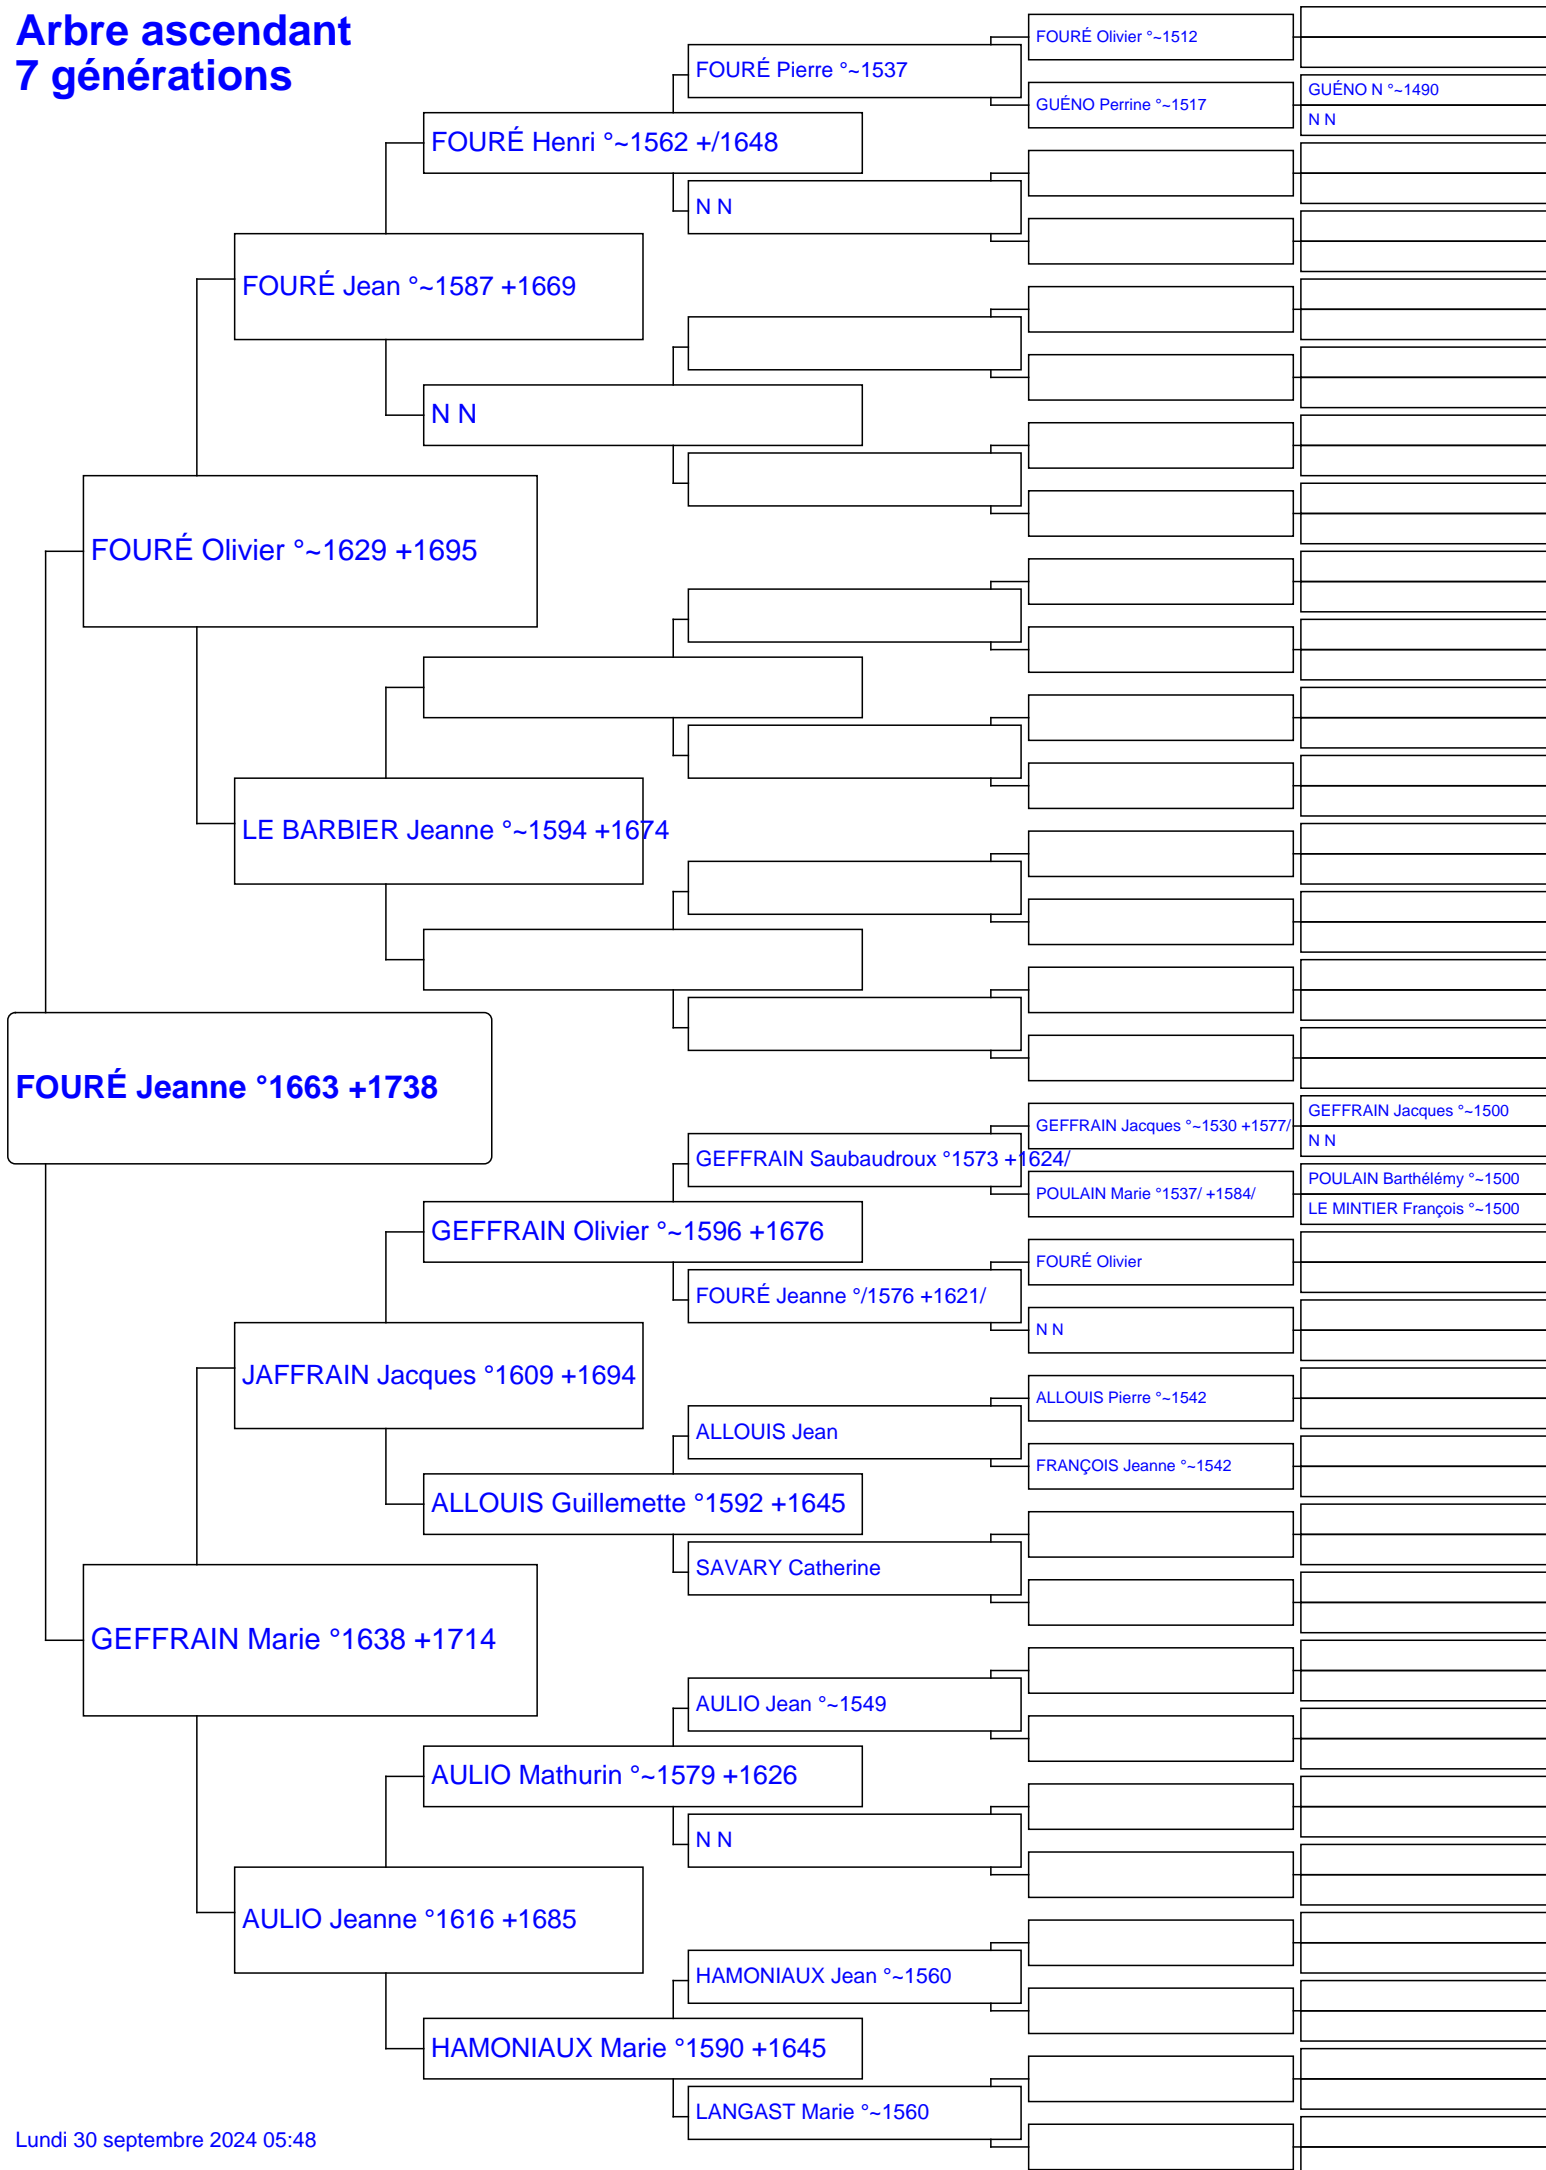 Arbre ascendant
7 générations
FOURÉ Olivier °~1512
FOURÉ Pierre °~1537
GUÉNO N °~1490
GUÉNO Perrine °~1517
N N
FOURÉ Henri °~1562 +/1648
N N
FOURÉ Jean °~1587 +1669
N N
FOURÉ Olivier °~1629 +1695
LE BARBIER Jeanne °~1594 +1674
FOURÉ Jeanne °1663 +1738
GEFFRAIN Jacques °~1500
GEFFRAIN Jacques °~1530 +1577/
N N
GEFFRAIN Saubaudroux °1573 +1624/
POULAIN Barthélémy °~1500
POULAIN Marie °1537/ +1584/
LE MINTIER François °~1500
GEFFRAIN Olivier °~1596 +1676
FOURÉ Olivier
FOURÉ Jeanne °/1576 +1621/
N N
JAFFRAIN Jacques °1609 +1694
ALLOUIS Pierre °~1542
ALLOUIS Jean
FRANÇOIS Jeanne °~1542
ALLOUIS Guillemette °1592 +1645
SAVARY Catherine
GEFFRAIN Marie °1638 +1714
AULIO Jean °~1549
AULIO Mathurin °~1579 +1626
N N
AULIO Jeanne °1616 +1685
HAMONIAUX Jean °~1560
HAMONIAUX Marie °1590 +1645
LANGAST Marie °~1560
Lundi 30 septembre 2024 05:48